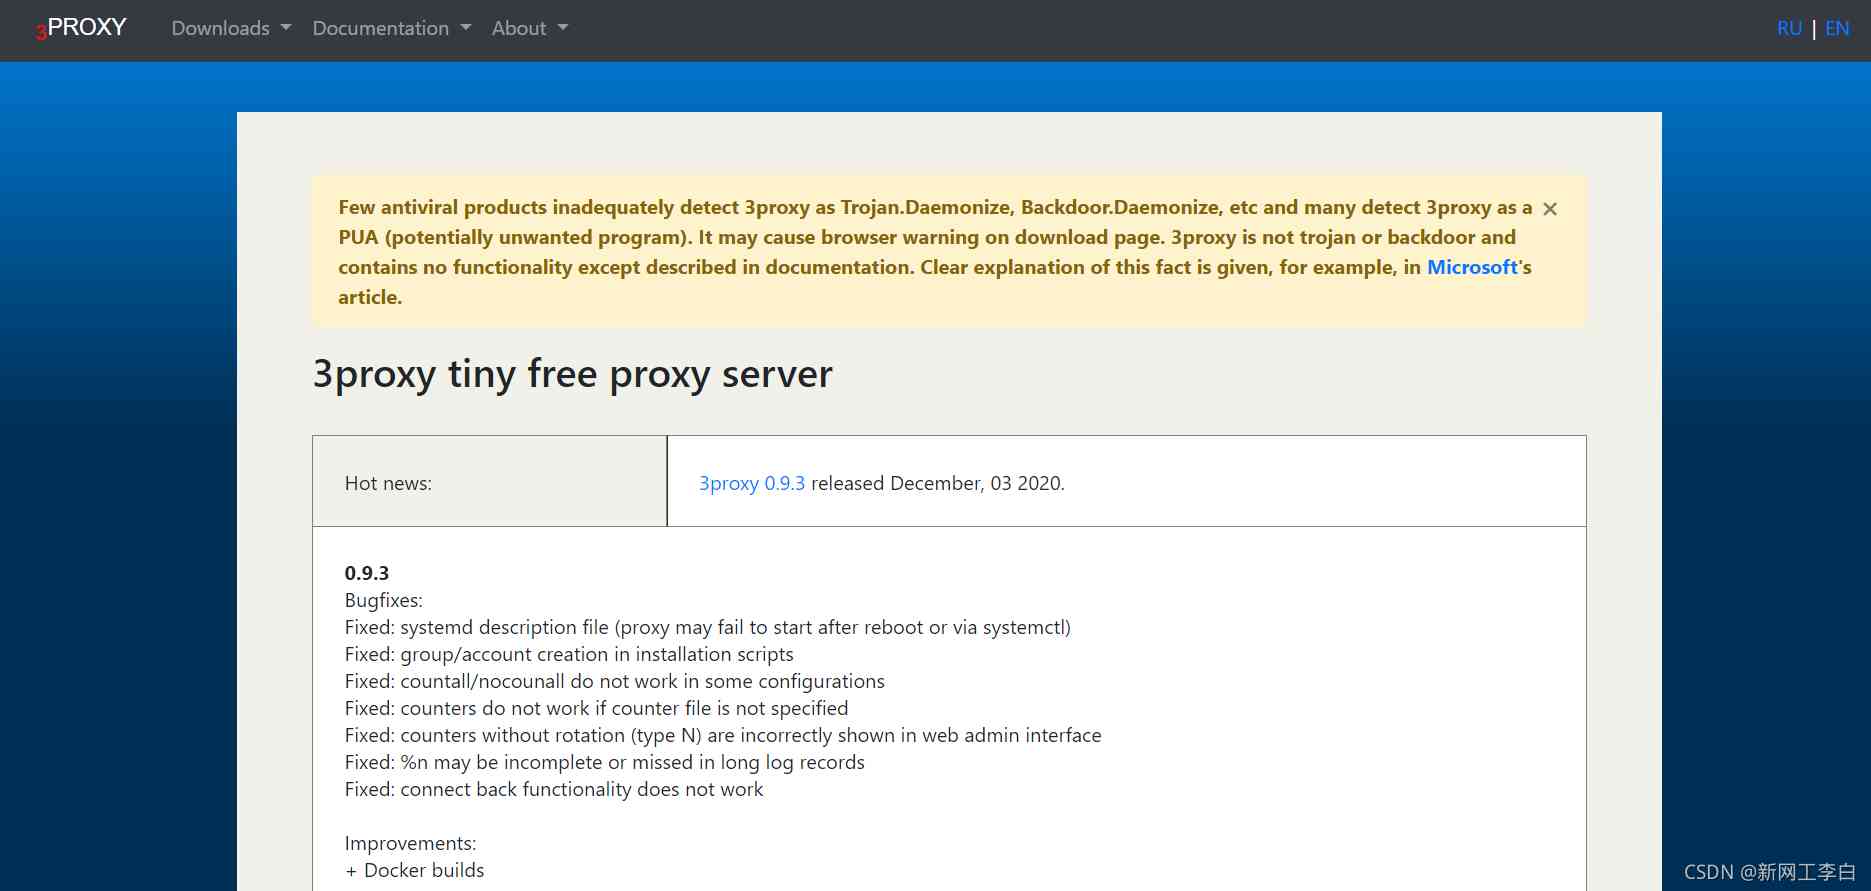 3PROXY Downloads Documentation About RU | EN
Few antiviral products inadequately detect 3proxy as Trojan.Daemonize, Backdoor.Daemonize, etc and many detect 3proxy as a ×
PUA (potentially unwanted program). It may cause browser warning on download page. 3proxy is not trojan or backdoor and
contains no functionality except described in documentation. Clear explanation of this fact is given, for example, in Microsoft's
article.
3proxy tiny free proxy server
Hot news: 3proxy 0.9.3 released December, 03 2020.
0.9.3
Bugfixes:
Fixed: systemd description file (proxy may fail to start after reboot or via systemctl)
Fixed: group/account creation in installation scripts
Fixed: countall/nocounall do not work in some configurations
Fixed: counters do not work if counter file is not specified
Fixed: counters without rotation (type N) are incorrectly shown in web admin interface
Fixed: %n may be incomplete or missed in long log records
Fixed: connect back functionality does not work
Improvements:
+ Docker builds
CSDN @新网工李白